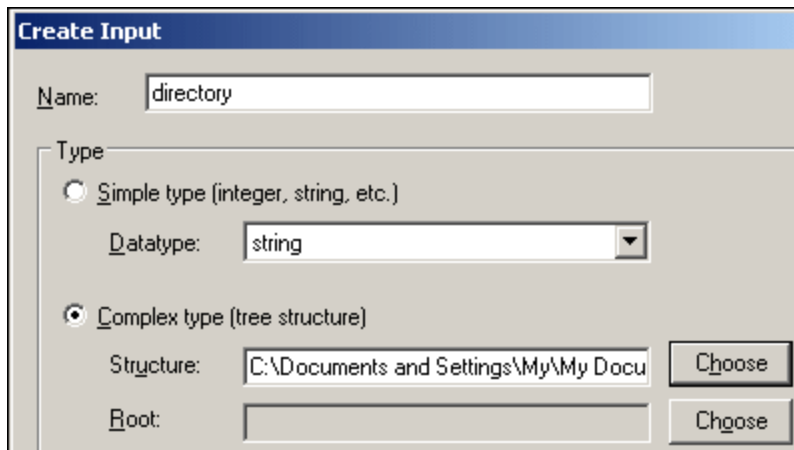 Create Input
Name: directory
Type
Simple type (integer, string, etc.)
Datatype: string
Complex type (tree structure)
Structure: C:\Documents and Settings\My\My Docu Choose
Root: Choose